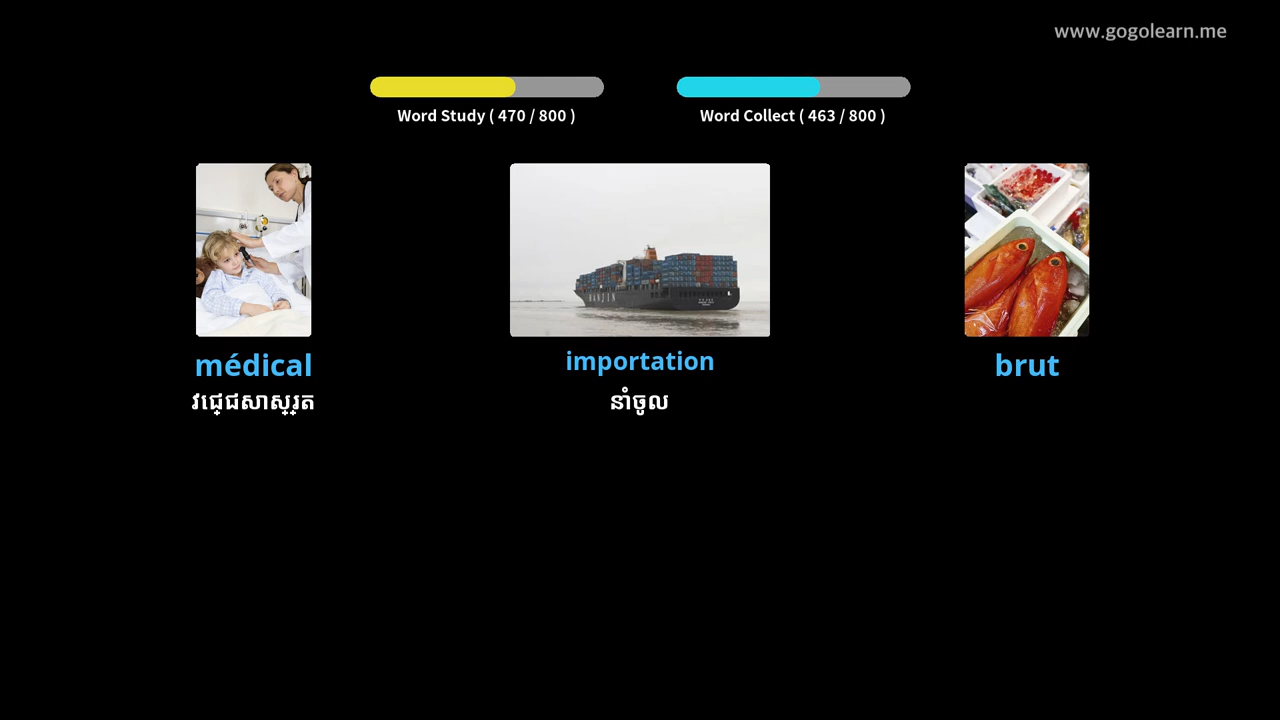 www.gogolearn.me
Word Study ( 470 / 800 )
Word Collect ( 463 / 800 )
HANJIN
médical
importation
brut
វេជ្ជសាស្ត្រ
នាំចូល